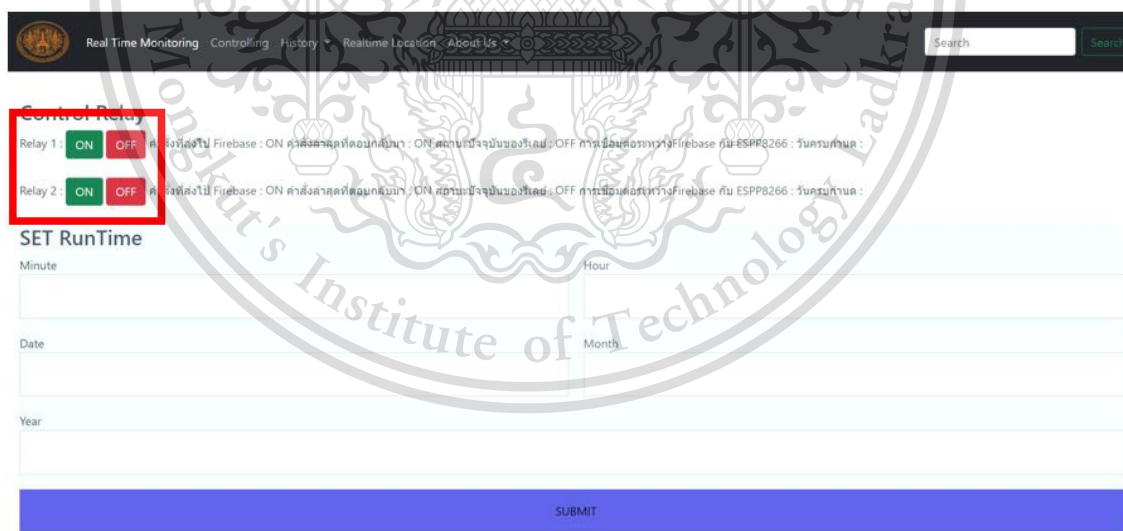 Real Time Monitoring Controlling History Realtime Location About Us Search Search
Control Relay
Relay 1 : ON OFF คำสั่งที่ส่งไป Firebase : ON คำสั่งล่าสุดที่ตอบกลับมา : ON สถานะปัจจุบันของรีเลย์ : OFF การเชื่อมต่อระหว่างFirebase กับ ESPP8266 : วันครบกำหนด :
Relay 2 : ON OFF คำสั่งที่ส่งไป Firebase : ON คำสั่งล่าสุดที่ตอบกลับมา : ON สถานะปัจจุบันของรีเลย์ : OFF การเชื่อมต่อระหว่างFirebase กับ ESPP8266 : วันครบกำหนด :
SET RunTime
Minute Hour
Date Month
Year
SUBMIT
Mongkut's Institute of Technology Ladkra